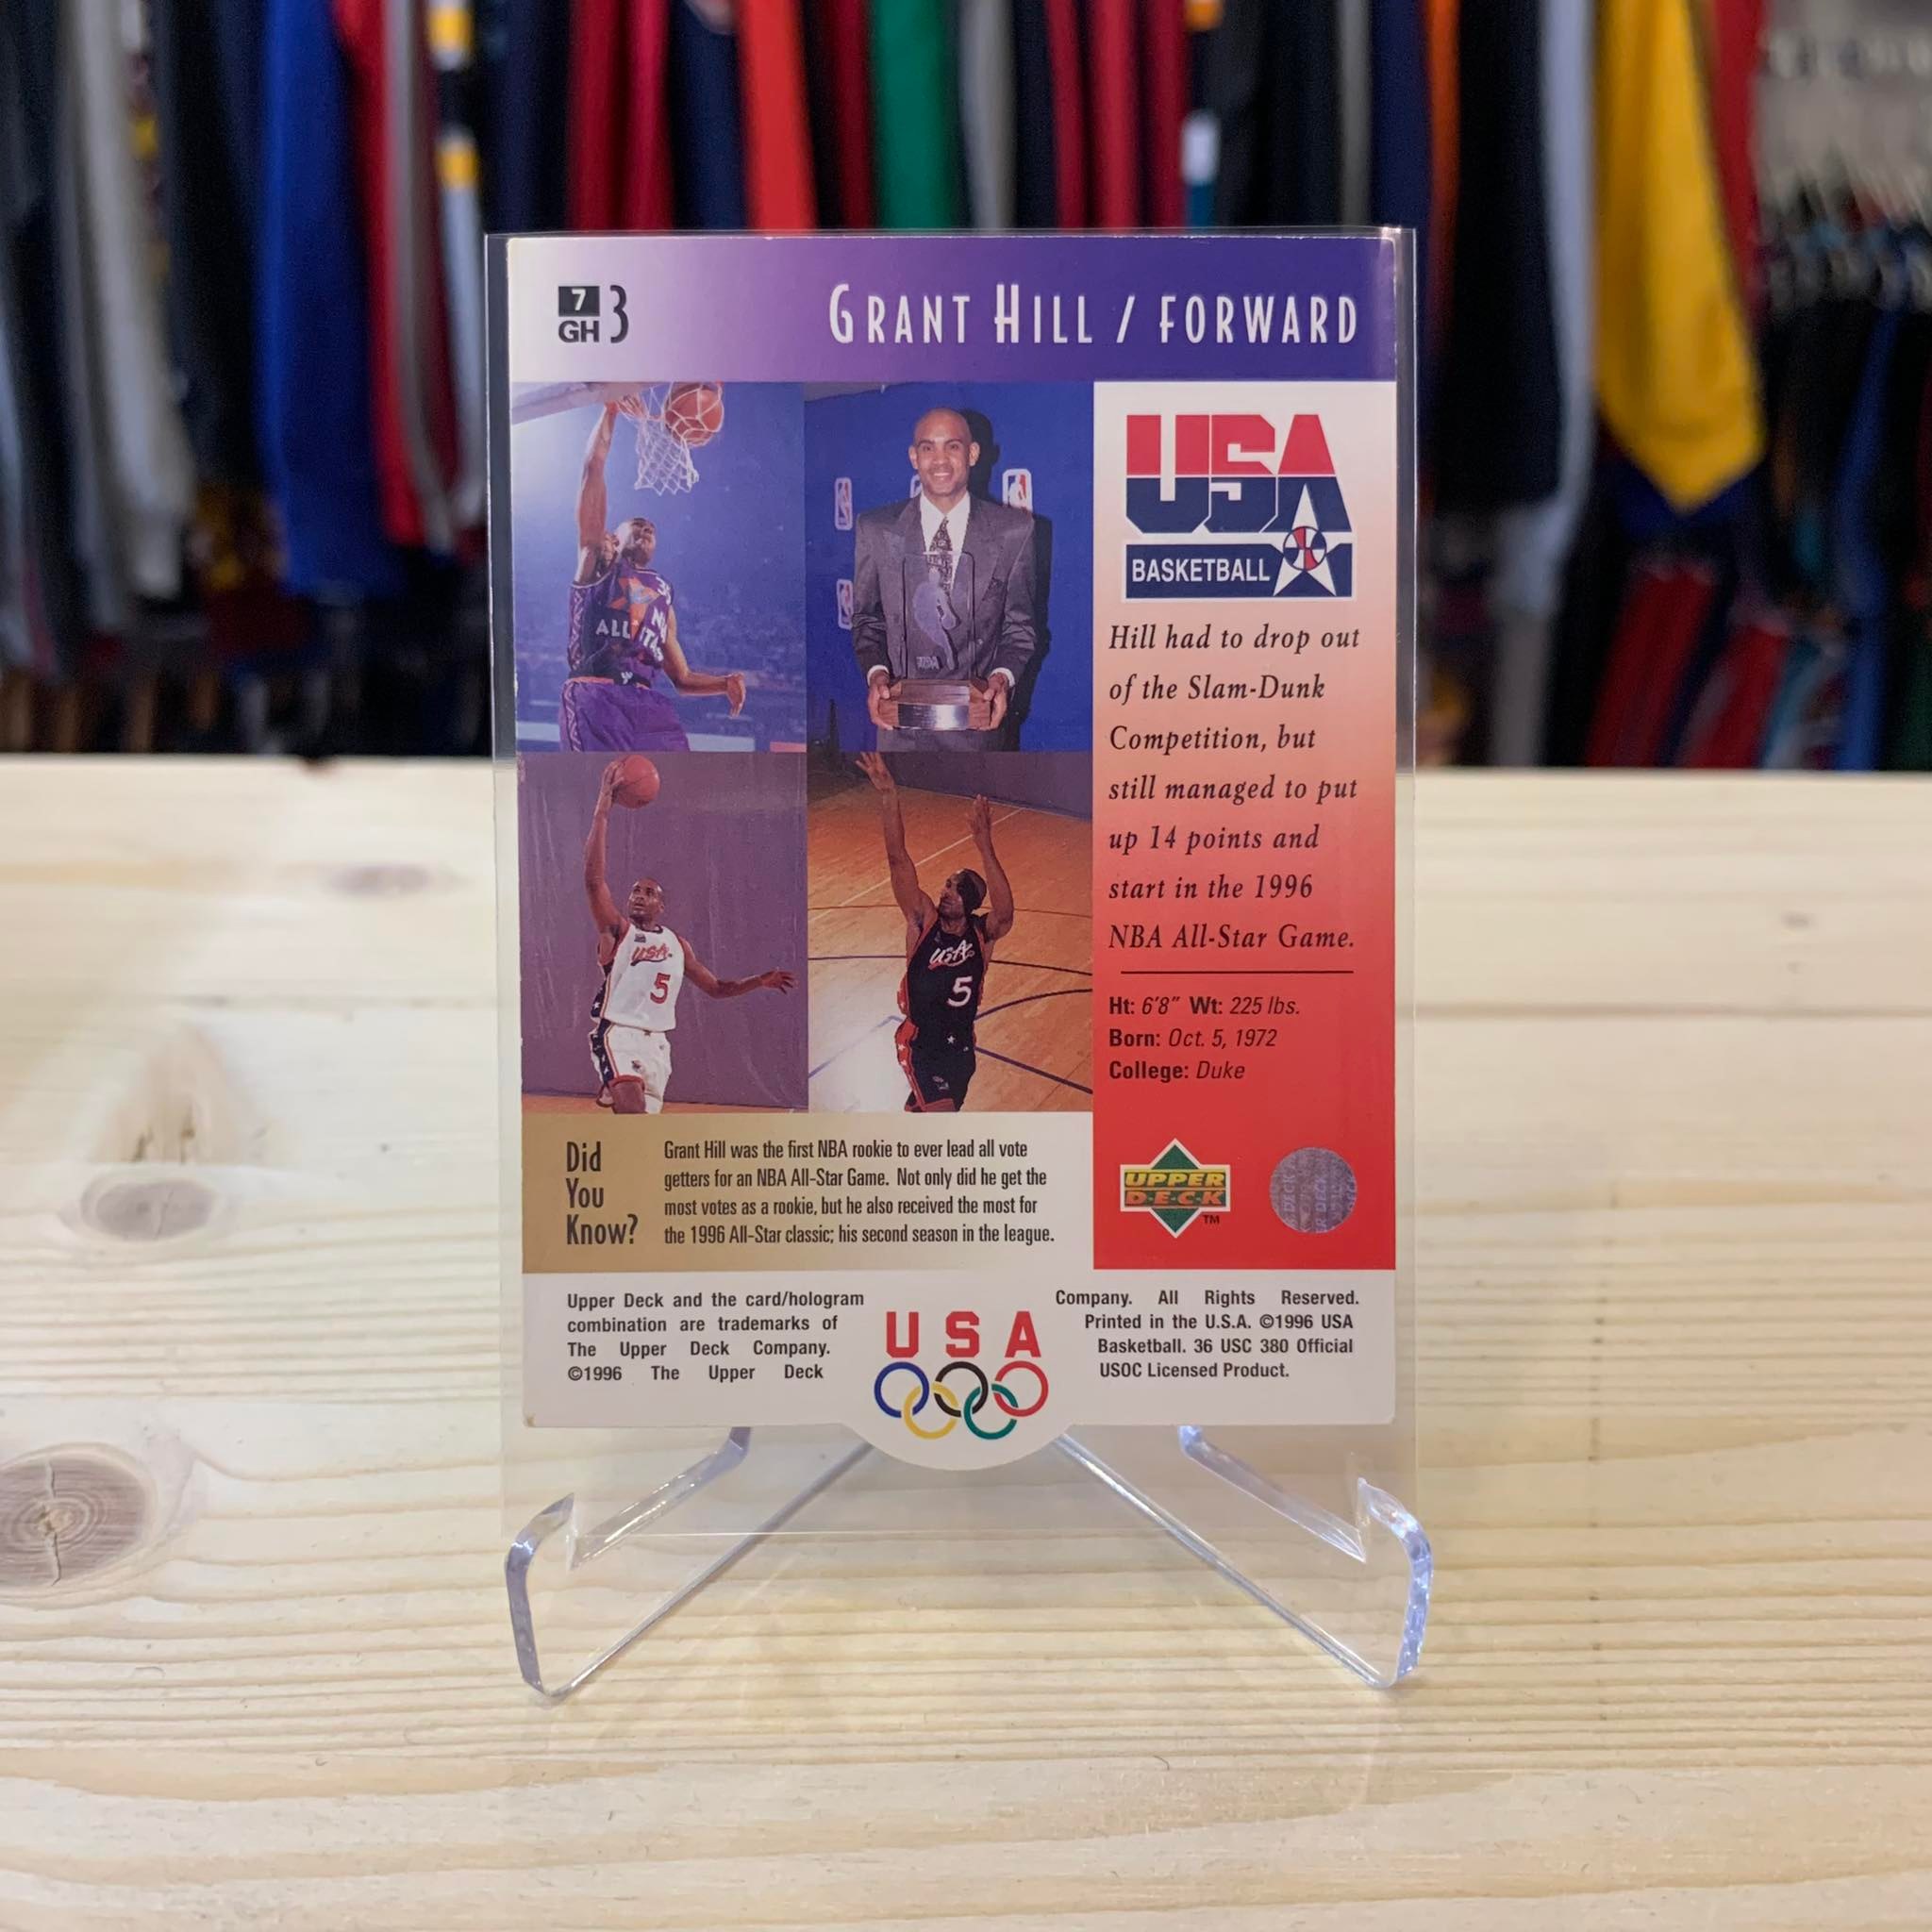 7
GH 3
GRANT HILL / FORWARD
USA
BASKETBALL
Hill had to drop out
of the Slam-Dunk
Competition, but
still managed to put
up 14 points and
start in the 1996
NBA All-Star Game.
Ht: 6'8" Wt: 225 lbs.
Born: Oct. 5, 1972
College: Duke
ALL
USA
5
USA
5
Did
You
Know?
Grant Hill was the first NBA rookie to ever lead all vote
getters for an NBA All-Star Game. Not only did he get the
most votes as a rookie, but he also received the most for
the 1996 All-Star classic; his second season in the league.
UPPER
D·E·C·K
TM
Upper Deck and the card/hologram
combination are trademarks of
The Upper Deck Company.
©1996 The Upper Deck
USA
Company. All Rights Reserved.
Printed in the U.S.A. ©1996 USA
Basketball. 36 USC 380 Official
USOC Licensed Product.